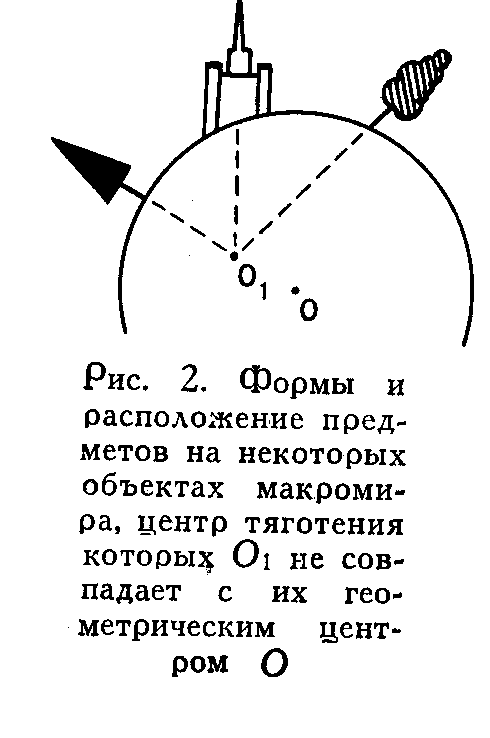 O1
O
Рис. 2. Формы и
расположение пред-
метов на некоторых
объектах макроми-
ра, центр тяготения
которых O1 не сов-
падает с их гео-
метрическим цент-
ром O